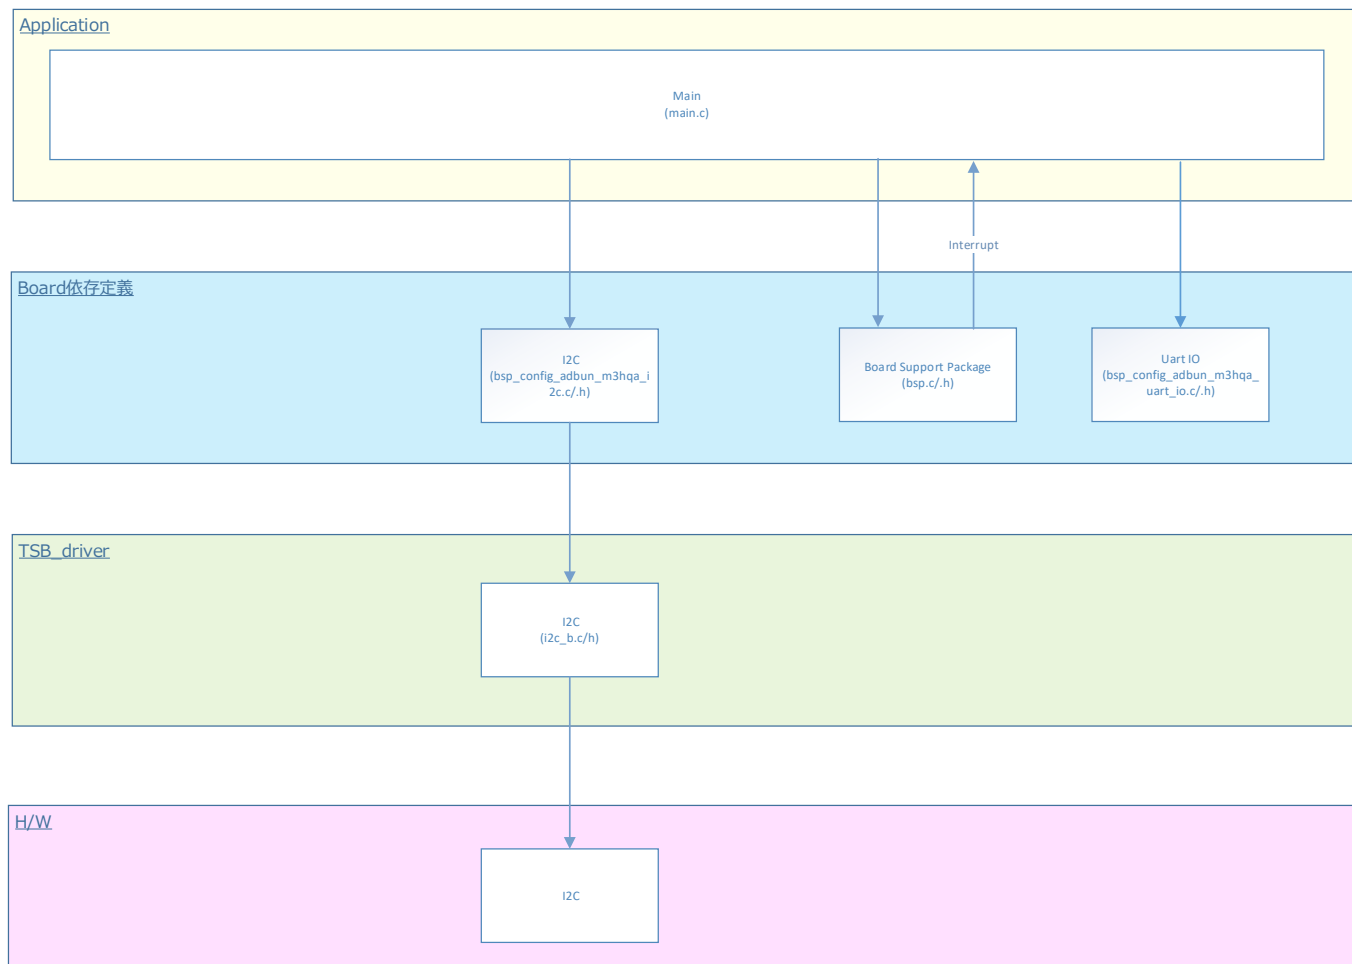 Application
Main
(main.c)
Interrupt
Board依存定義
I2C
(bsp_config_adbun_m3hqa_i
2c.c/.h)
Board Support Package
(bsp.c/.h)
Uart IO
(bsp_config_adbun_m3hqa_
uart_io.c/.h)
TSB_driver
I2C
(i2c_b.c/h)
H/W
I2C